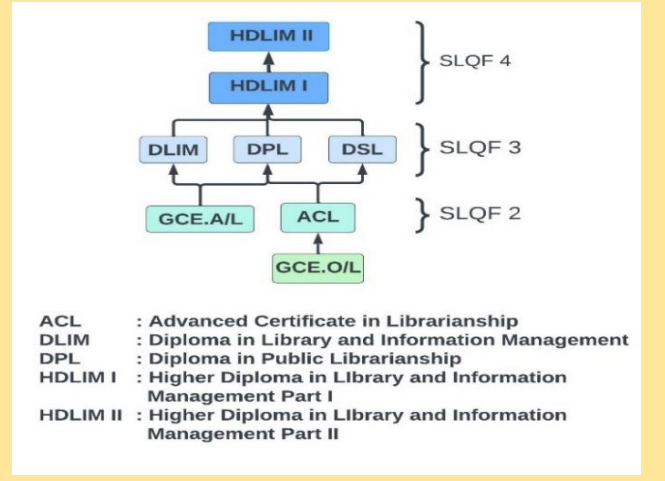 HDLIM II
SLQF 4
HDLIM I
DLIM DPL DSL SLQF 3
GCE.A/L ACL SLQF 2
GCE.O/L
ACL : Advanced Certificate in Librarianship
DLIM : Diploma in Library and Information Management
DPL : Diploma in Public Librarianship
HDLIM I : Higher Diploma in LIbrary and Information
Management Part I
HDLIM II : Higher Diploma in LIbrary and Information
Management Part II